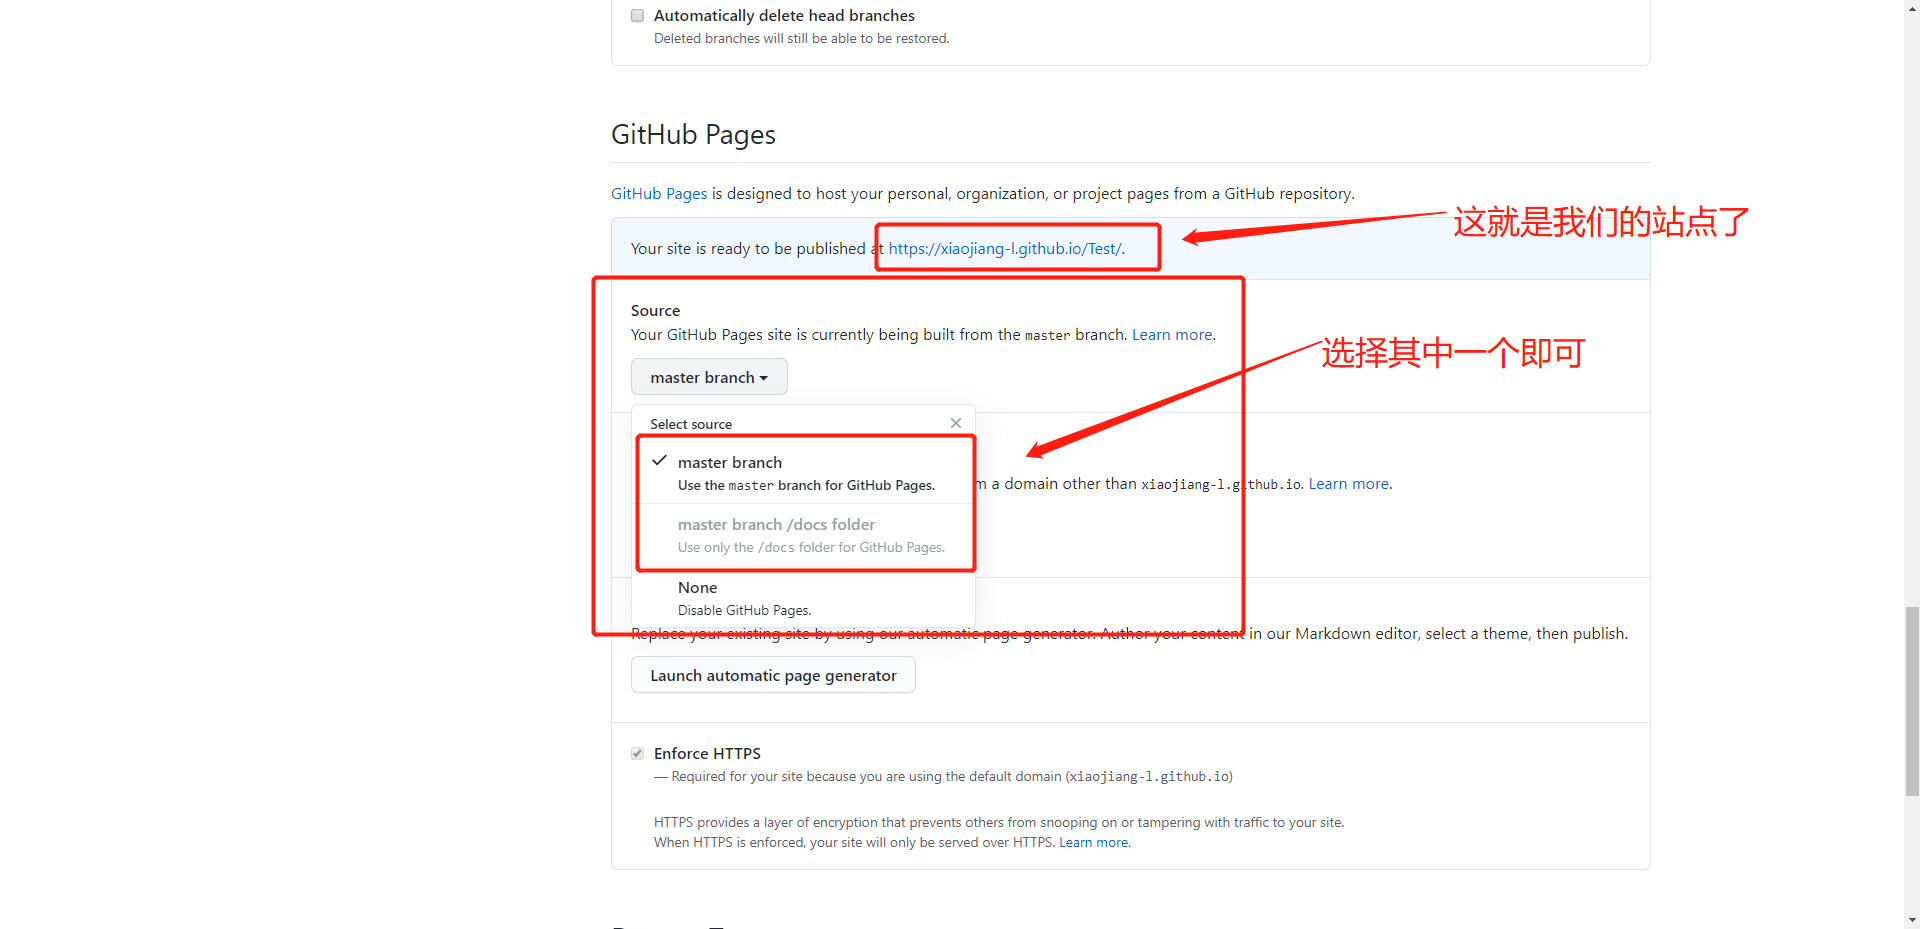 Automatically delete head branches
Deleted branches will still be able to be restored.
GitHub Pages
GitHub Pages is designed to host your personal, organization, or project pages from a GitHub repository.
这就是我们的站点了
Your site is ready to be published at https://xiaojiang-l.github.io/Test/.
Source
Your GitHub Pages site is currently being built from the master branch. Learn more.
选择其中一个即可
master branch
Select source
master branch
Use the master branch for GitHub Pages.
a domain other than xiaojiang-l.github.io. Learn more.
master branch /docs folder
Use only the /docs folder for GitHub Pages.
None
Disable GitHub Pages.
Replace your existing site by using our automatic page generator. Author your content in our Markdown editor, select a theme, then publish.
Launch automatic page generator
Enforce HTTPS
— Required for your site because you are using the default domain (xiaojiang-l.github.io)
HTTPS provides a layer of encryption that prevents others from snooping on or tampering with traffic to your site.
When HTTPS is enforced, your site will only be served over HTTPS. Learn more.